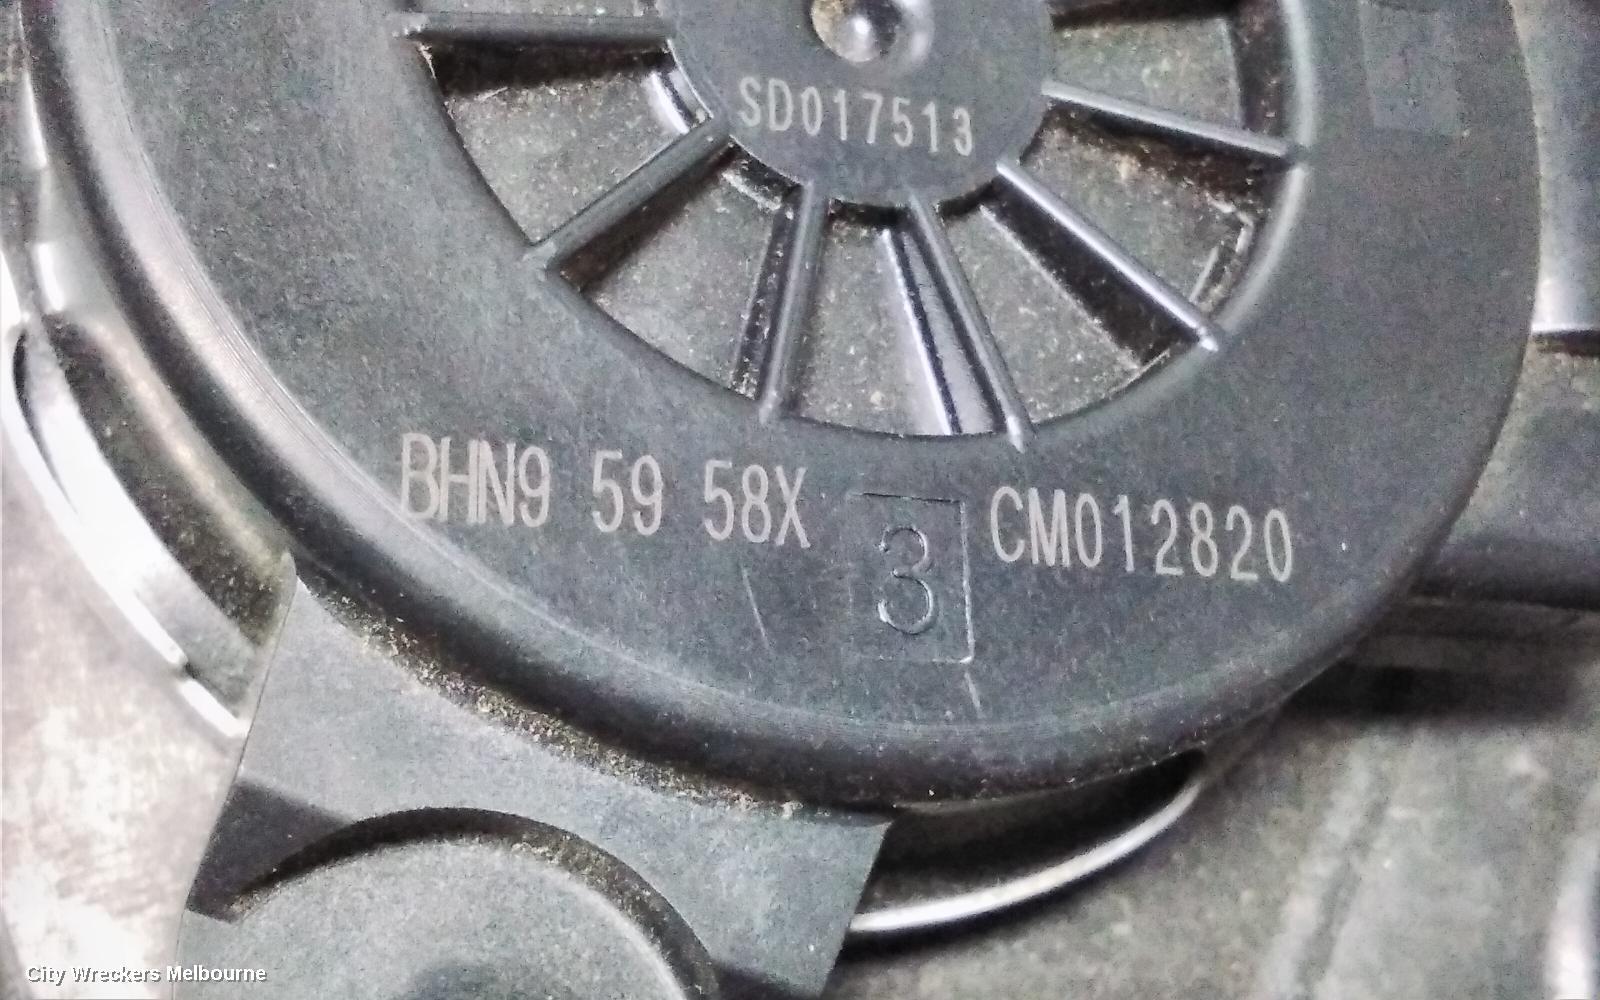 SD017513
BHN9 59 58X 3 CM012820
City Wreckers Melbourne